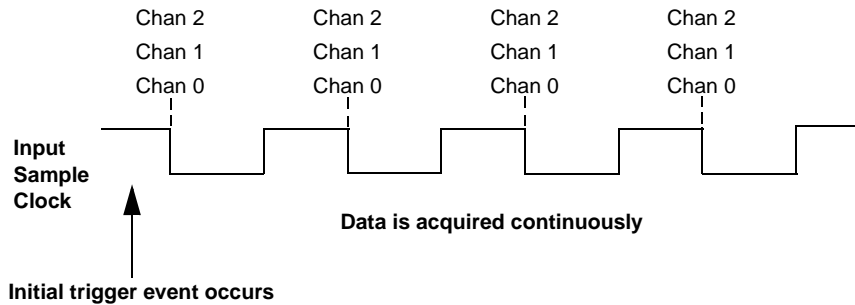 Chan 2 Chan 2 Chan 2 Chan 2
Chan 1 Chan 1 Chan 1 Chan 1
Chan 0 Chan 0 Chan 0 Chan 0
Input
Sample
Clock
Data is acquired continuously
Initial trigger event occurs